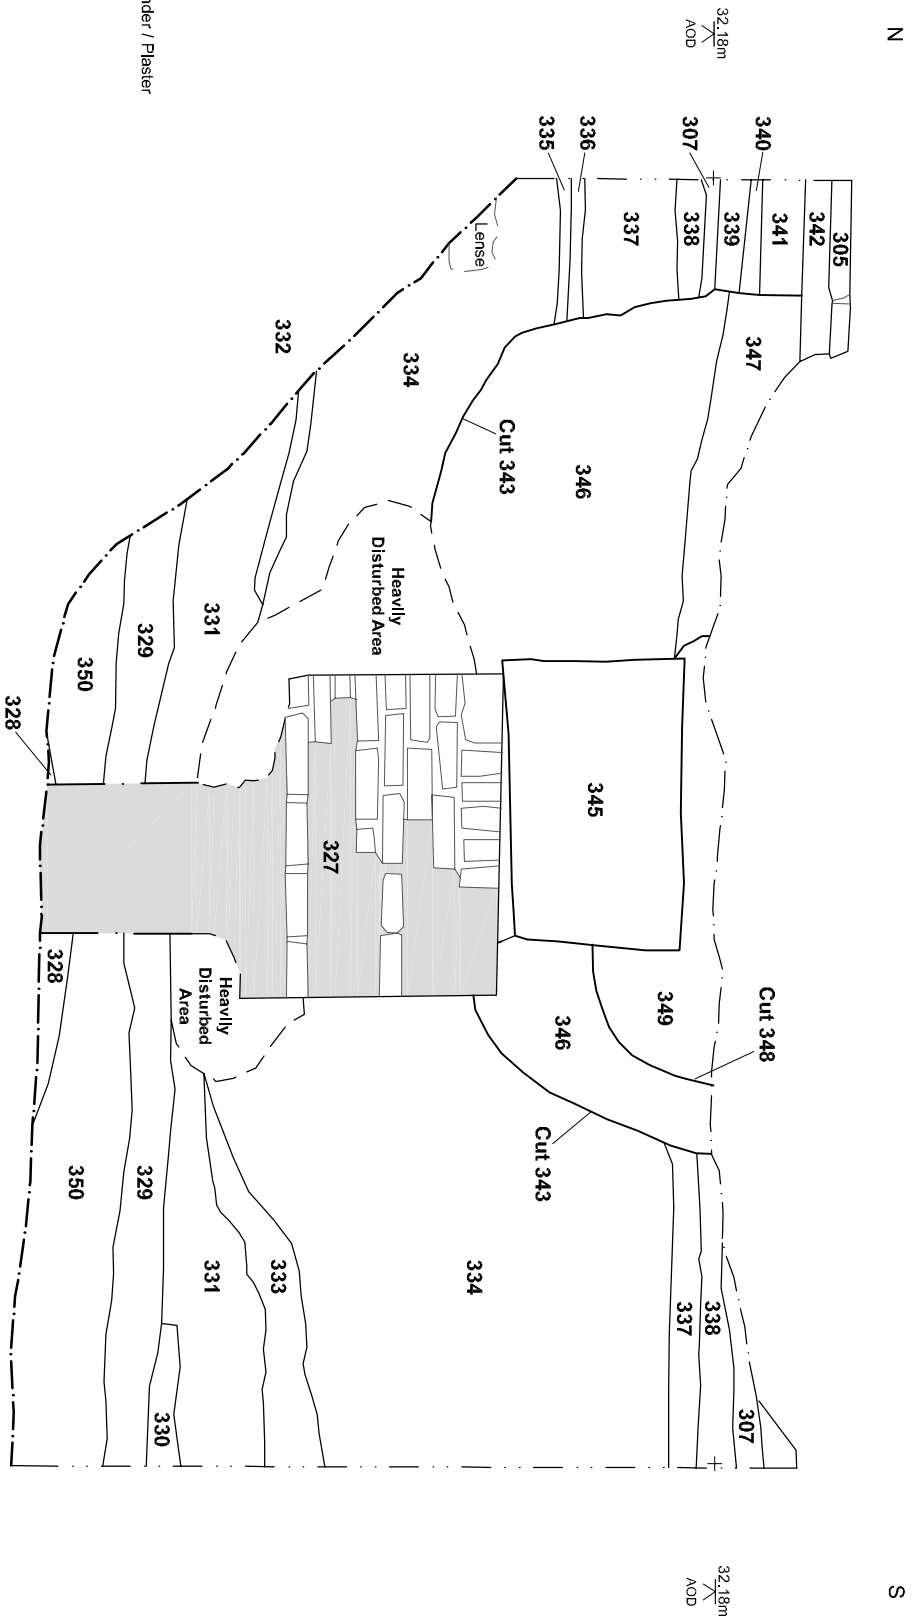 N
S
32.18m
AOD
32.18m
AOD
305
342
341
340
339
307
338
337
336
335
Lense
347
346
Cut 343
334
332
345
Cut 348
349
346
Cut 343
307
338
337
334
Heavily
Disturbed Area
327
333
331
331
Heavily
Disturbed
Area
330
329
329
350
350
328
328
nder / Plaster